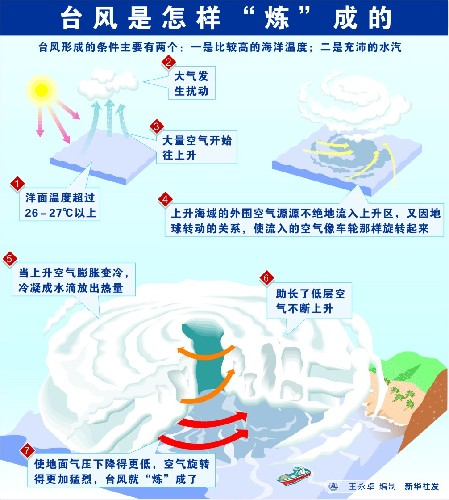 台风是怎样“炼”成的
台风形成的条件主要有两个：一是比较高的海洋温度；二是充沛的水汽
2
大气发
生扰动
3
大量空气开始
往上升
1
洋面温度超过
26-27℃以上
4
上升海域的外围空气源源不绝地流入上升区，又因地
球转动的关系，使流入的空气像车轮那样旋转起来
5
当上升空气膨胀变冷，
冷凝成水滴放出热量
6
助长了低层空
气不断上升
7
使地面气压下降得更低，空气旋转
得更加猛烈，台风就“炼”成了
王永卓 编制 新华社发